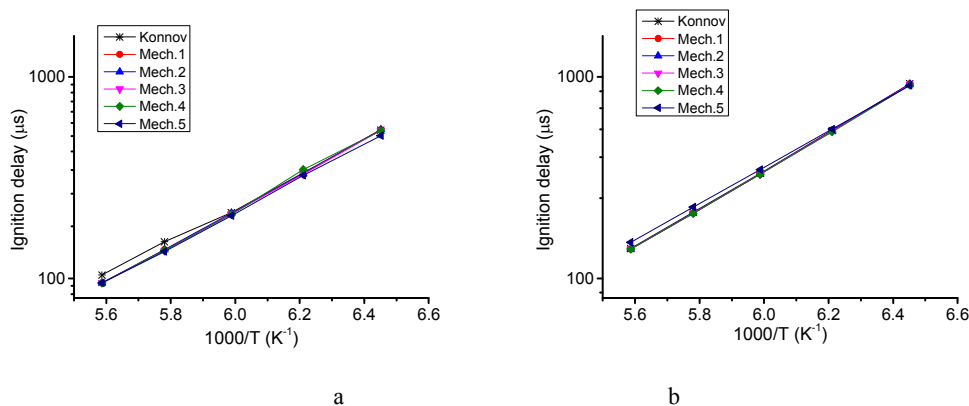 Konnov
Mech.1
Mech.2
Mech.3
Mech.4
Mech.5
1000
100
Ignition delay (μs)
5.6 5.8 6.0 6.2 6.4 6.6
1000/T (K⁻¹)
a
Konnov
Mech.1
Mech.2
Mech.3
Mech.4
Mech.5
1000
100
Ignition delay (μs)
5.6 5.8 6.0 6.2 6.4 6.6
1000/T (K⁻¹)
b